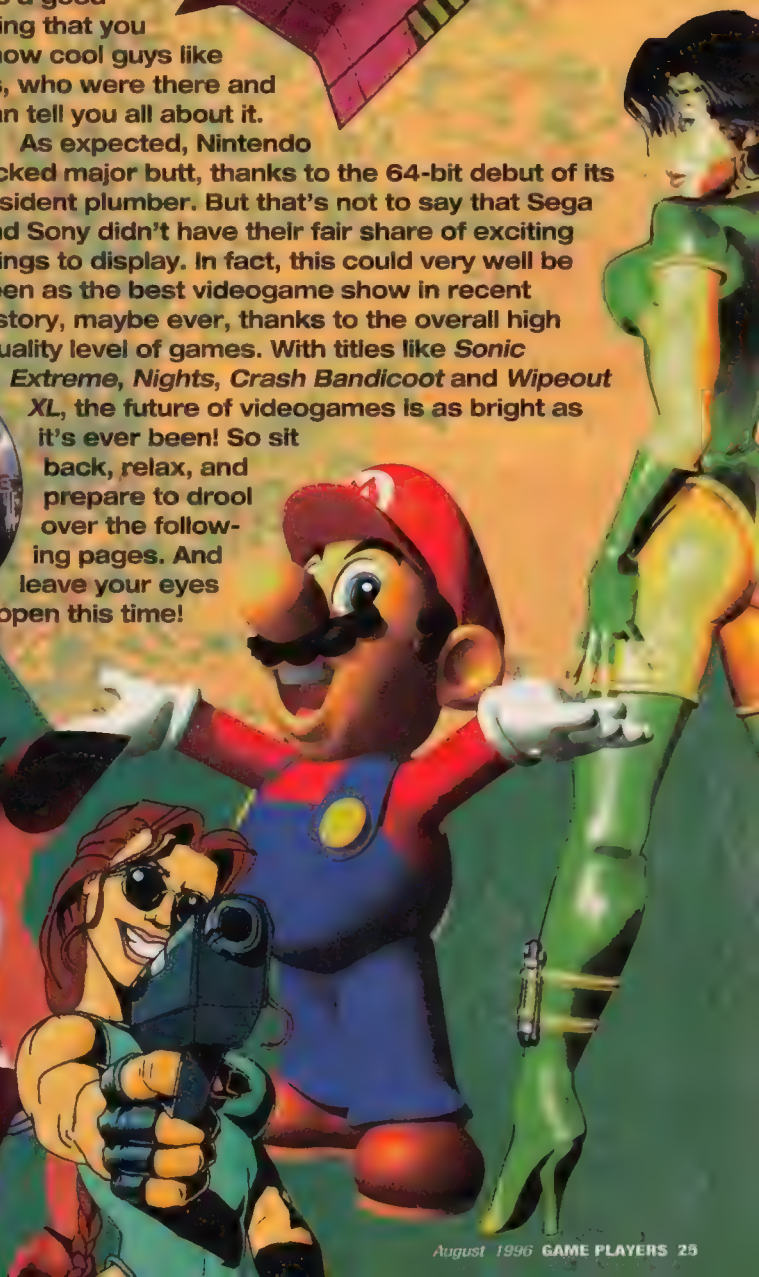 s a good
ing that you
now cool guys like
s, who were there and
an tell you all about it.
As expected, Nintendo
cked major butt, thanks to the 64-bit debut of its
sident plumber. But that's not to say that Sega
nd Sony didn't have their fair share of exciting
ings to display. In fact, this could very well be
een as the best videogame show in recent
story, maybe ever, thanks to the overall high
uality level of games. With titles like Sonic
Extreme, Nights, Crash Bandicoot and Wipeout
XL, the future of videogames is as bright as
it's ever been! So sit
back, relax, and
prepare to drool
over the follow-
ing pages. And
leave your eyes
open this time!
August 1996 GAME PLAYERS 25